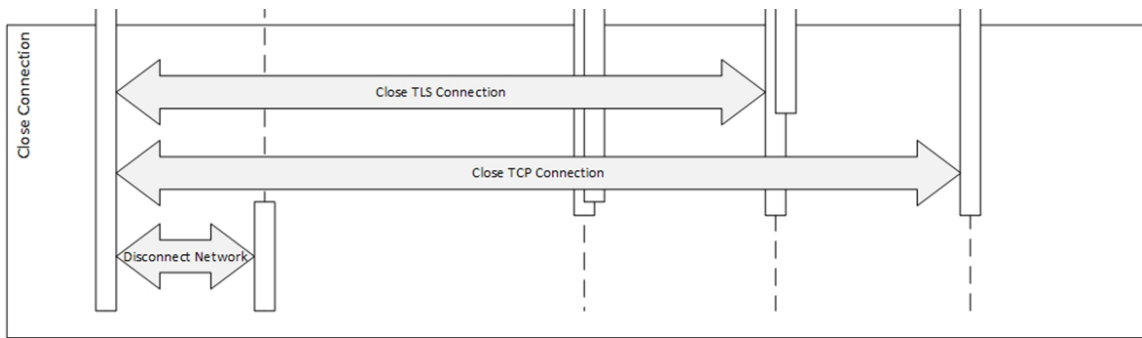 Close Connection
Close TLS Connection
Close TCP Connection
Disconnect Network